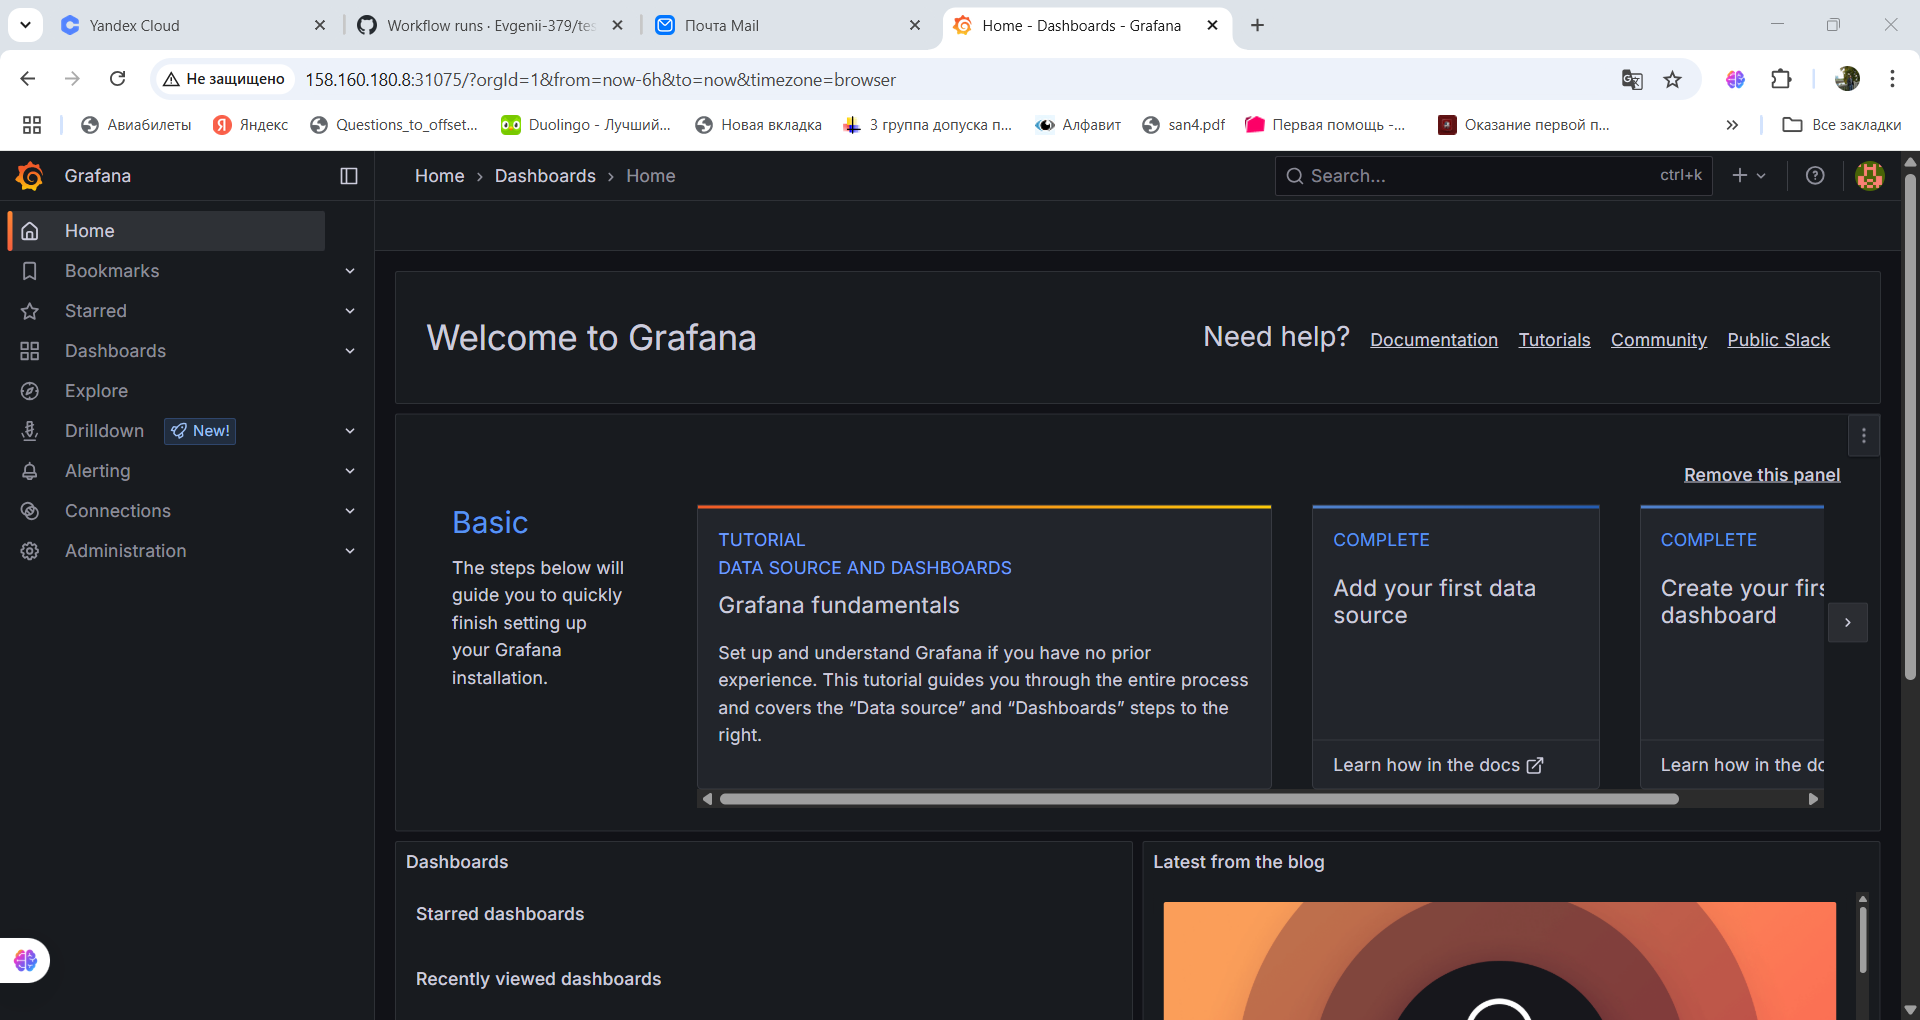 Yandex Cloud
Workflow runs · Evgenii-379/tes
Почта Mail
Home - Dashboards - Grafana
Не защищено
158.160.180.8:31075/?orgId=1&from=now-6h&to=now&timezone=browser
Авиабилеты
Яндекс
Questions_to_offset...
Duolingo - Лучший...
Новая вкладка
3 группа допуска п...
Алфавит
san4.pdf
Первая помощь -...
Оказание первой п...
Все закладки
Grafana
Home › Dashboards › Home
Search...
ctrl+k
Home
Bookmarks
Starred
Dashboards
Explore
Drilldown
New!
Alerting
Connections
Administration
Welcome to Grafana
Need help?
Documentation
Tutorials
Community
Public Slack
Remove this panel
Basic
The steps below will
guide you to quickly
finish setting up
your Grafana
installation.
TUTORIAL
DATA SOURCE AND DASHBOARDS
Grafana fundamentals
Set up and understand Grafana if you have no prior
experience. This tutorial guides you through the entire process
and covers the “Data source” and “Dashboards” steps to the
right.
COMPLETE
Add your first data
source
Learn how in the docs
COMPLETE
Create your firs
dashboard
Learn how in the do
Dashboards
Starred dashboards
Recently viewed dashboards
Latest from the blog